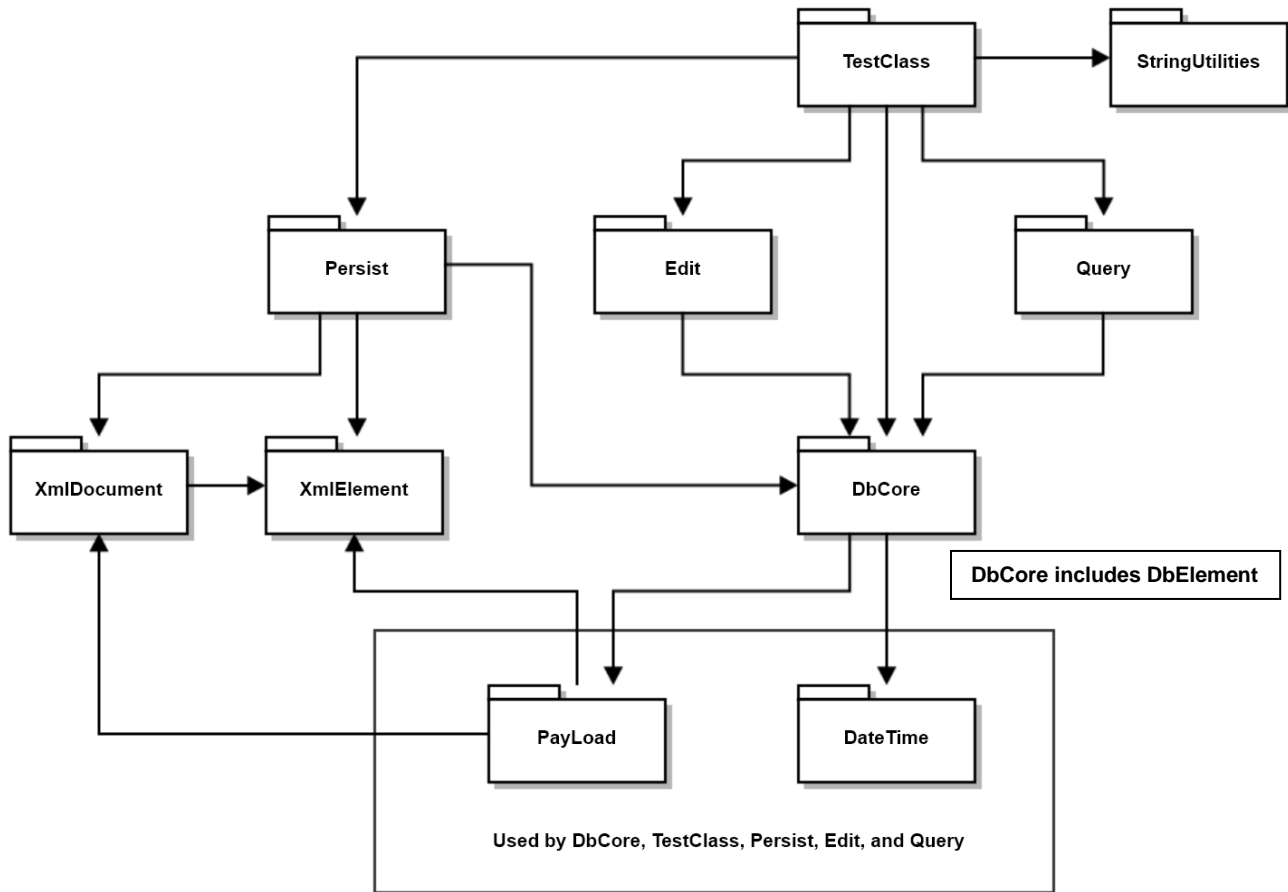 TestClass
StringUtilities
Persist
Edit
Query
XmlDocument
XmlElement
DbCore
DbCore includes DbElement
PayLoad
DateTime
Used by DbCore, TestClass, Persist, Edit, and Query